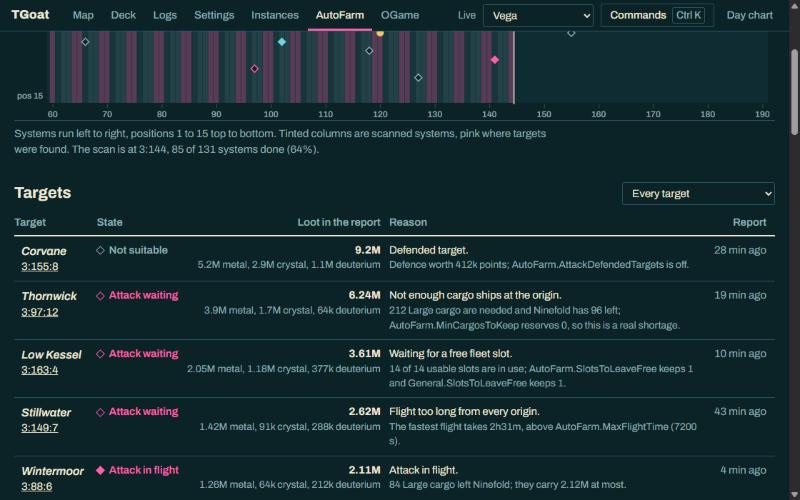 TGoat Map Deck Logs Settings Instances AutoFarm OGame Live Vega Commands Ctrl K Day chart
pos 15
60 70 80 90 100 110 120 130 140 150 160 170 180 190
Systems run left to right, positions 1 to 15 top to bottom. Tinted columns are scanned systems, pink where targets
were found. The scan is at 3:144, 85 of 131 systems done (64%).
Targets Every target
Target State Loot in the report Reason Report
Corvane Not suitable 9.2M Defended target. 28 min ago
3:155:8 5.2M metal, 2.9M crystal, 1.1M deuterium Defence worth 412k points; AutoFarm.AttackDefendedTargets is off.
Thornwick Attack waiting 6.24M Not enough cargo ships at the origin. 19 min ago
3:97:12 3.9M metal, 1.7M crystal, 64k deuterium 212 Large cargo are needed and Ninefold has 96 left;
AutoFarm.MinCargosToKeep reserves 0, so this is a real shortage.
Low Kessel Attack waiting 3.61M Waiting for a free fleet slot. 10 min ago
3:163:4 2.05M metal, 1.18M crystal, 377k deuterium 14 of 14 usable slots are in use; AutoFarm.SlotsToLeaveFree keeps 1
and General.SlotsToLeaveFree keeps 1.
Stillwater Attack waiting 2.62M Flight too long from every origin. 43 min ago
3:149:7 1.42M metal, 91k crystal, 288k deuterium The fastest flight takes 2h31m, above AutoFarm.MaxFlightTime (7200
s).
Wintermoor Attack in flight 2.11M Attack in flight. 4 min ago
3:88:6 1.26M metal, 64k crystal, 212k deuterium 84 Large cargo left Ninefold; they carry 2.12M at most.